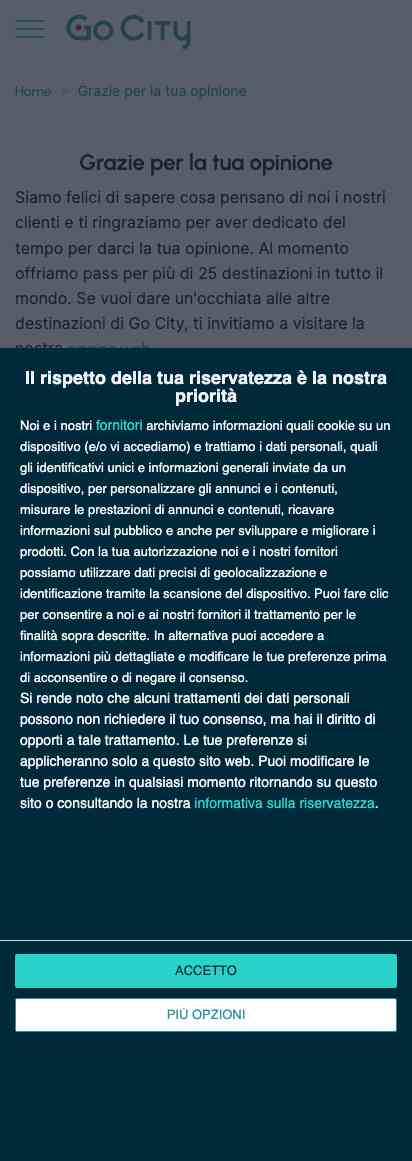 Go City
Home > Grazie per la tua opinione
Grazie per la tua opinione
Siamo felici di sapere cosa pensano di noi i nostri
clienti e ti ringraziamo per aver dedicato del
tempo per darci la tua opinione. Al momento
offriamo pass per più di 25 destinazioni in tutto il
mondo. Se vuoi dare un'occhiata alle altre
destinazioni di Go City, ti invitiamo a visitare la
nostra
Il rispetto della tua riservatezza è la nostra
priorità
Noi e i nostri fornitori archiviamo informazioni quali cookie su un
dispositivo (e/o vi accediamo) e trattiamo i dati personali, quali
gli identificativi unici e informazioni generali inviate da un
dispositivo, per personalizzare gli annunci e i contenuti,
misurare le prestazioni di annunci e contenuti, ricavare
informazioni sul pubblico e anche per sviluppare e migliorare i
prodotti. Con la tua autorizzazione noi e i nostri fornitori
possiamo utilizzare dati precisi di geolocalizzazione e
identificazione tramite la scansione del dispositivo. Puoi fare clic
per consentire a noi e ai nostri fornitori il trattamento per le
finalità sopra descritte. In alternativa puoi accedere a
informazioni più dettagliate e modificare le tue preferenze prima
di acconsentire o di negare il consenso.
Si rende noto che alcuni trattamenti dei dati personali
possono non richiedere il tuo consenso, ma hai il diritto di
opporti a tale trattamento. Le tue preferenze si
applicheranno solo a questo sito web. Puoi modificare le
tue preferenze in qualsiasi momento ritornando su questo
sito o consultando la nostra informativa sulla riservatezza.
ACCETTO
PIÙ OPZIONI